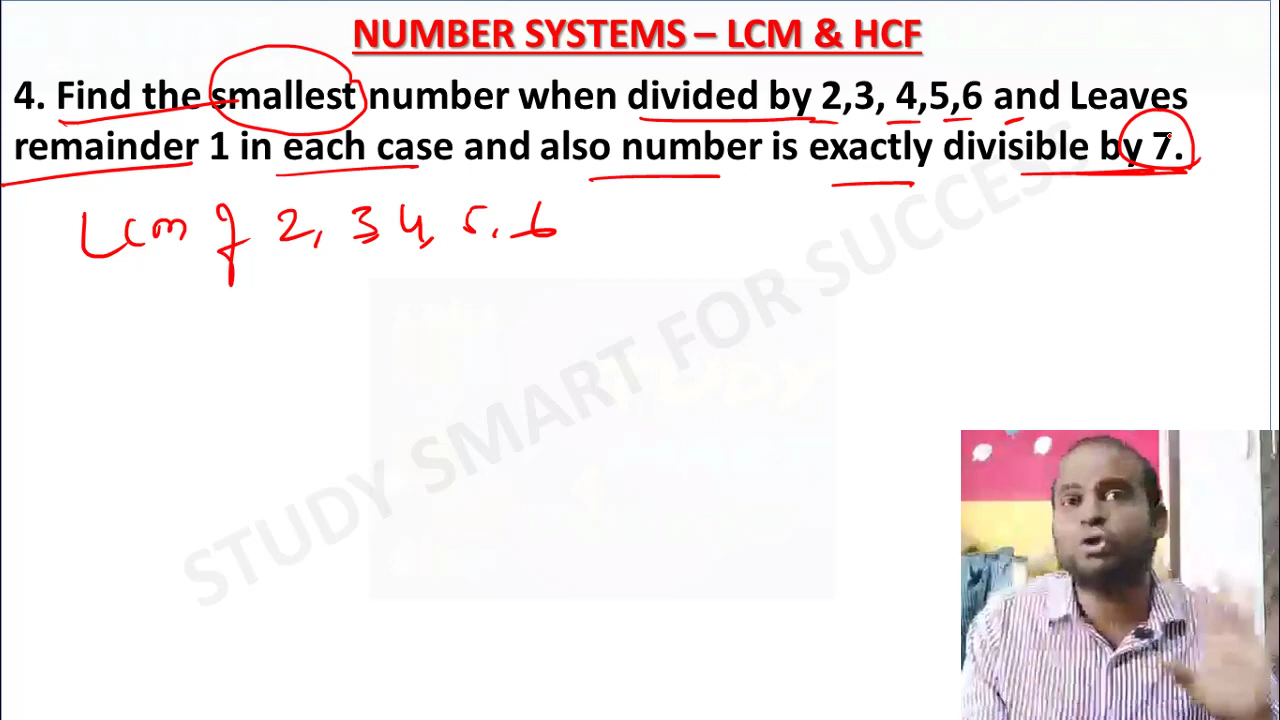 NUMBER SYSTEMS – LCM & HCF
4. Find the smallest number when divided by 2,3, 4,5,6 and Leaves
remainder 1 in each case and also number is exactly divisible by 7.
Lcm of 2, 3, 4, 5, 6
STUDY SMART FOR SUCCESS